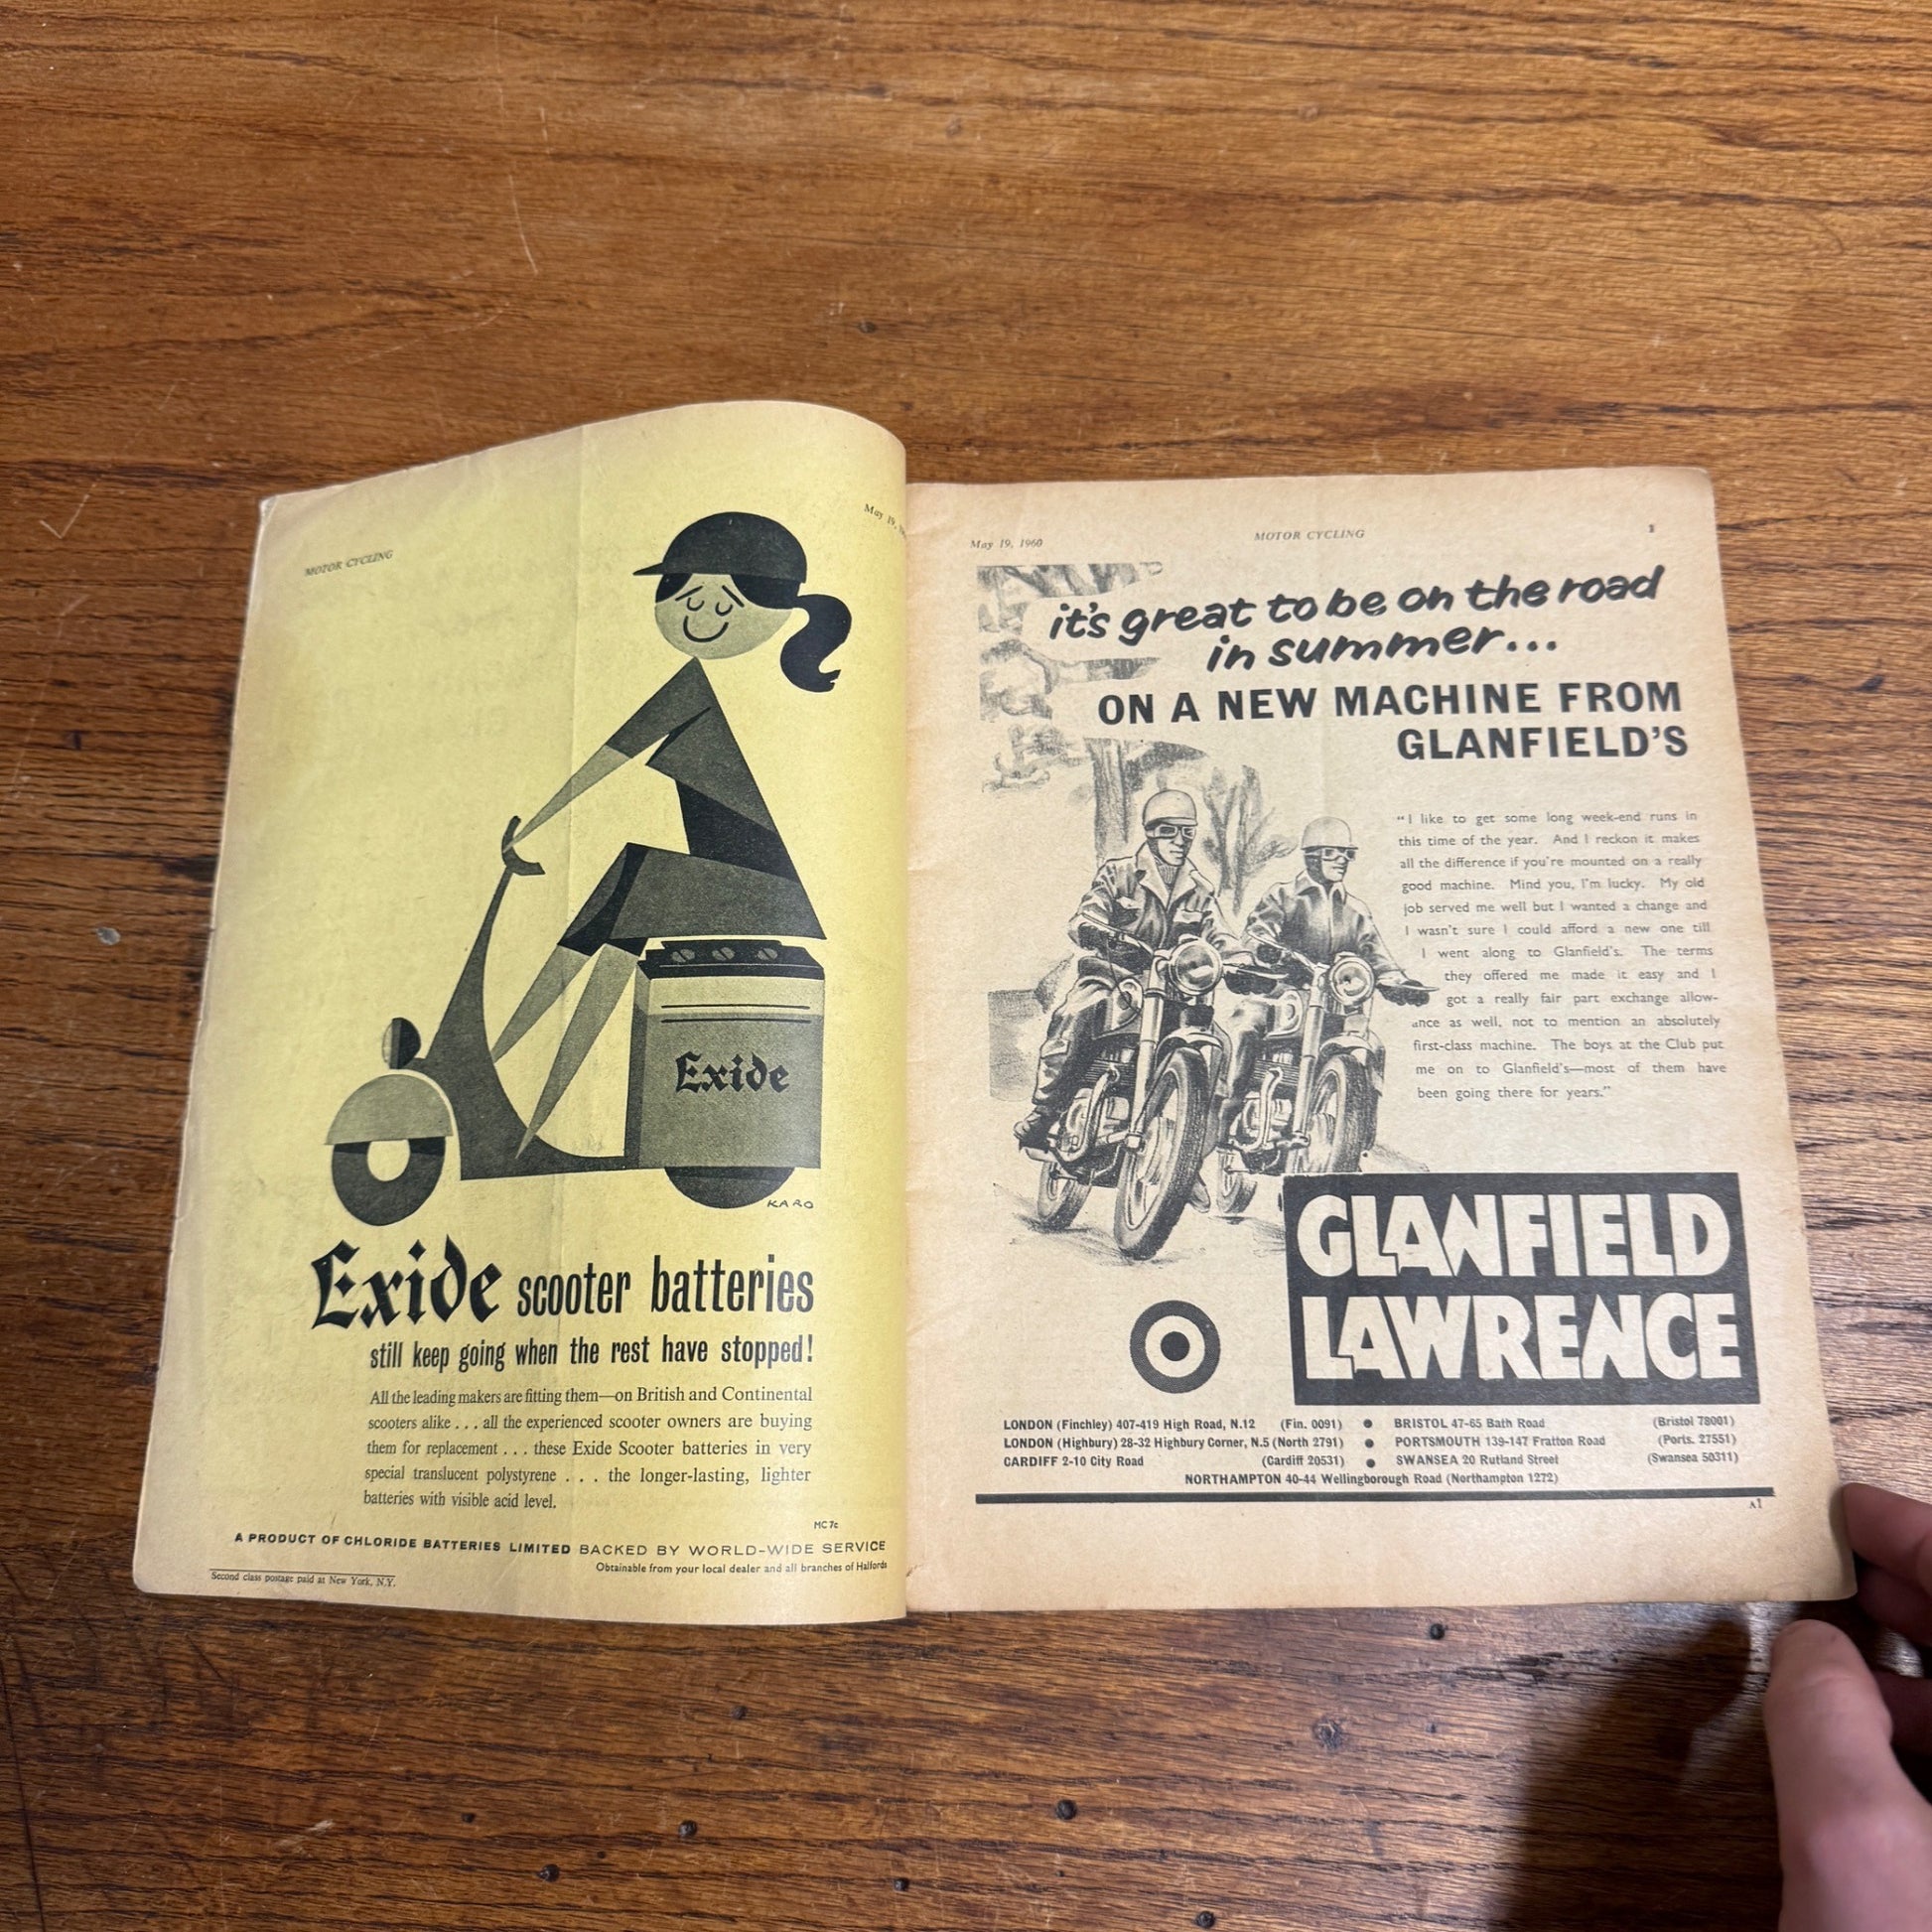 MOTOR CYCLING
May 19,
Exide
KARO
Exide scooter batteries
still keep going when the rest have stopped!
All the leading makers are fitting them—on British and Continental
scooters alike . . . all the experienced scooter owners are buying
them for replacement . . . these Exide Scooter batteries in very
special translucent polystyrene . . . the longer-lasting, lighter
batteries with visible acid level.
MC 7c
A PRODUCT OF CHLORIDE BATTERIES LIMITED BACKED BY WORLD-WIDE SERVICE
Obtainable from your local dealer and all branches of Halfords
Second class postage paid at New York, N.Y.
May 19, 1960 MOTOR CYCLING
it's great to be on the road
in summer...
ON A NEW MACHINE FROM
GLANFIELD'S
"I like to get some long week-end runs in
this time of the year. And I reckon it makes
all the difference if you're mounted on a really
good machine. Mind you, I'm lucky. My old
job served me well but I wanted a change and
I wasn't sure I could afford a new one till
I went along to Glanfield's. The terms
they offered me made it easy and I
got a really fair part exchange allow-
ance as well, not to mention an absolutely
first-class machine. The boys at the Club put
me on to Glanfield's—most of them have
been going there for years."
GLANFIELD
LAWRENCE
LONDON (Finchley) 407-419 High Road, N.12 (Fin. 0091) ● BRISTOL 47-65 Bath Road (Bristol 78001)
LONDON (Highbury) 28-32 Highbury Corner, N.5 (North 2791) ● PORTSMOUTH 139-147 Fratton Road (Ports. 27551)
CARDIFF 2-10 City Road (Cardiff 20531) ● SWANSEA 20 Rutland Street (Swansea 50311)
NORTHAMPTON 40-44 Wellingborough Road (Northampton 1272)
A1